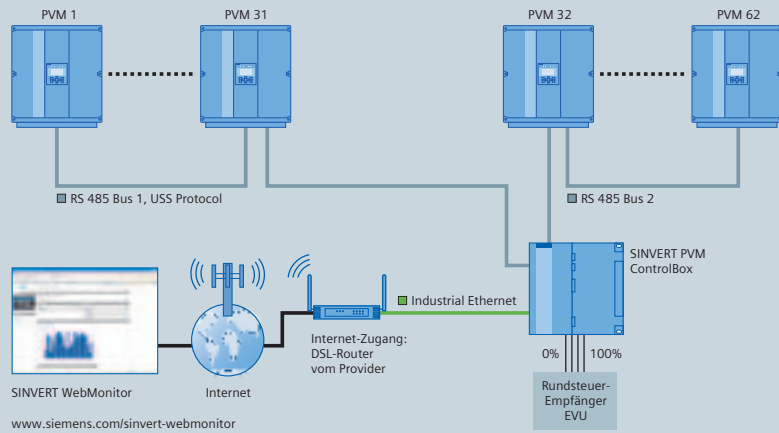 PVM 1
PVM 31
PVM 32
PVM 62
RS 485 Bus 1, USS Protocol
RS 485 Bus 2
SINVERT PVM
ControlBox
Industrial Ethernet
Internet-Zugang:
DSL-Router
vom Provider
0%
100%
SINVERT WebMonitor
Internet
Rundsteuer-
Empfänger
EVU
www.siemens.com/sinvert-webmonitor